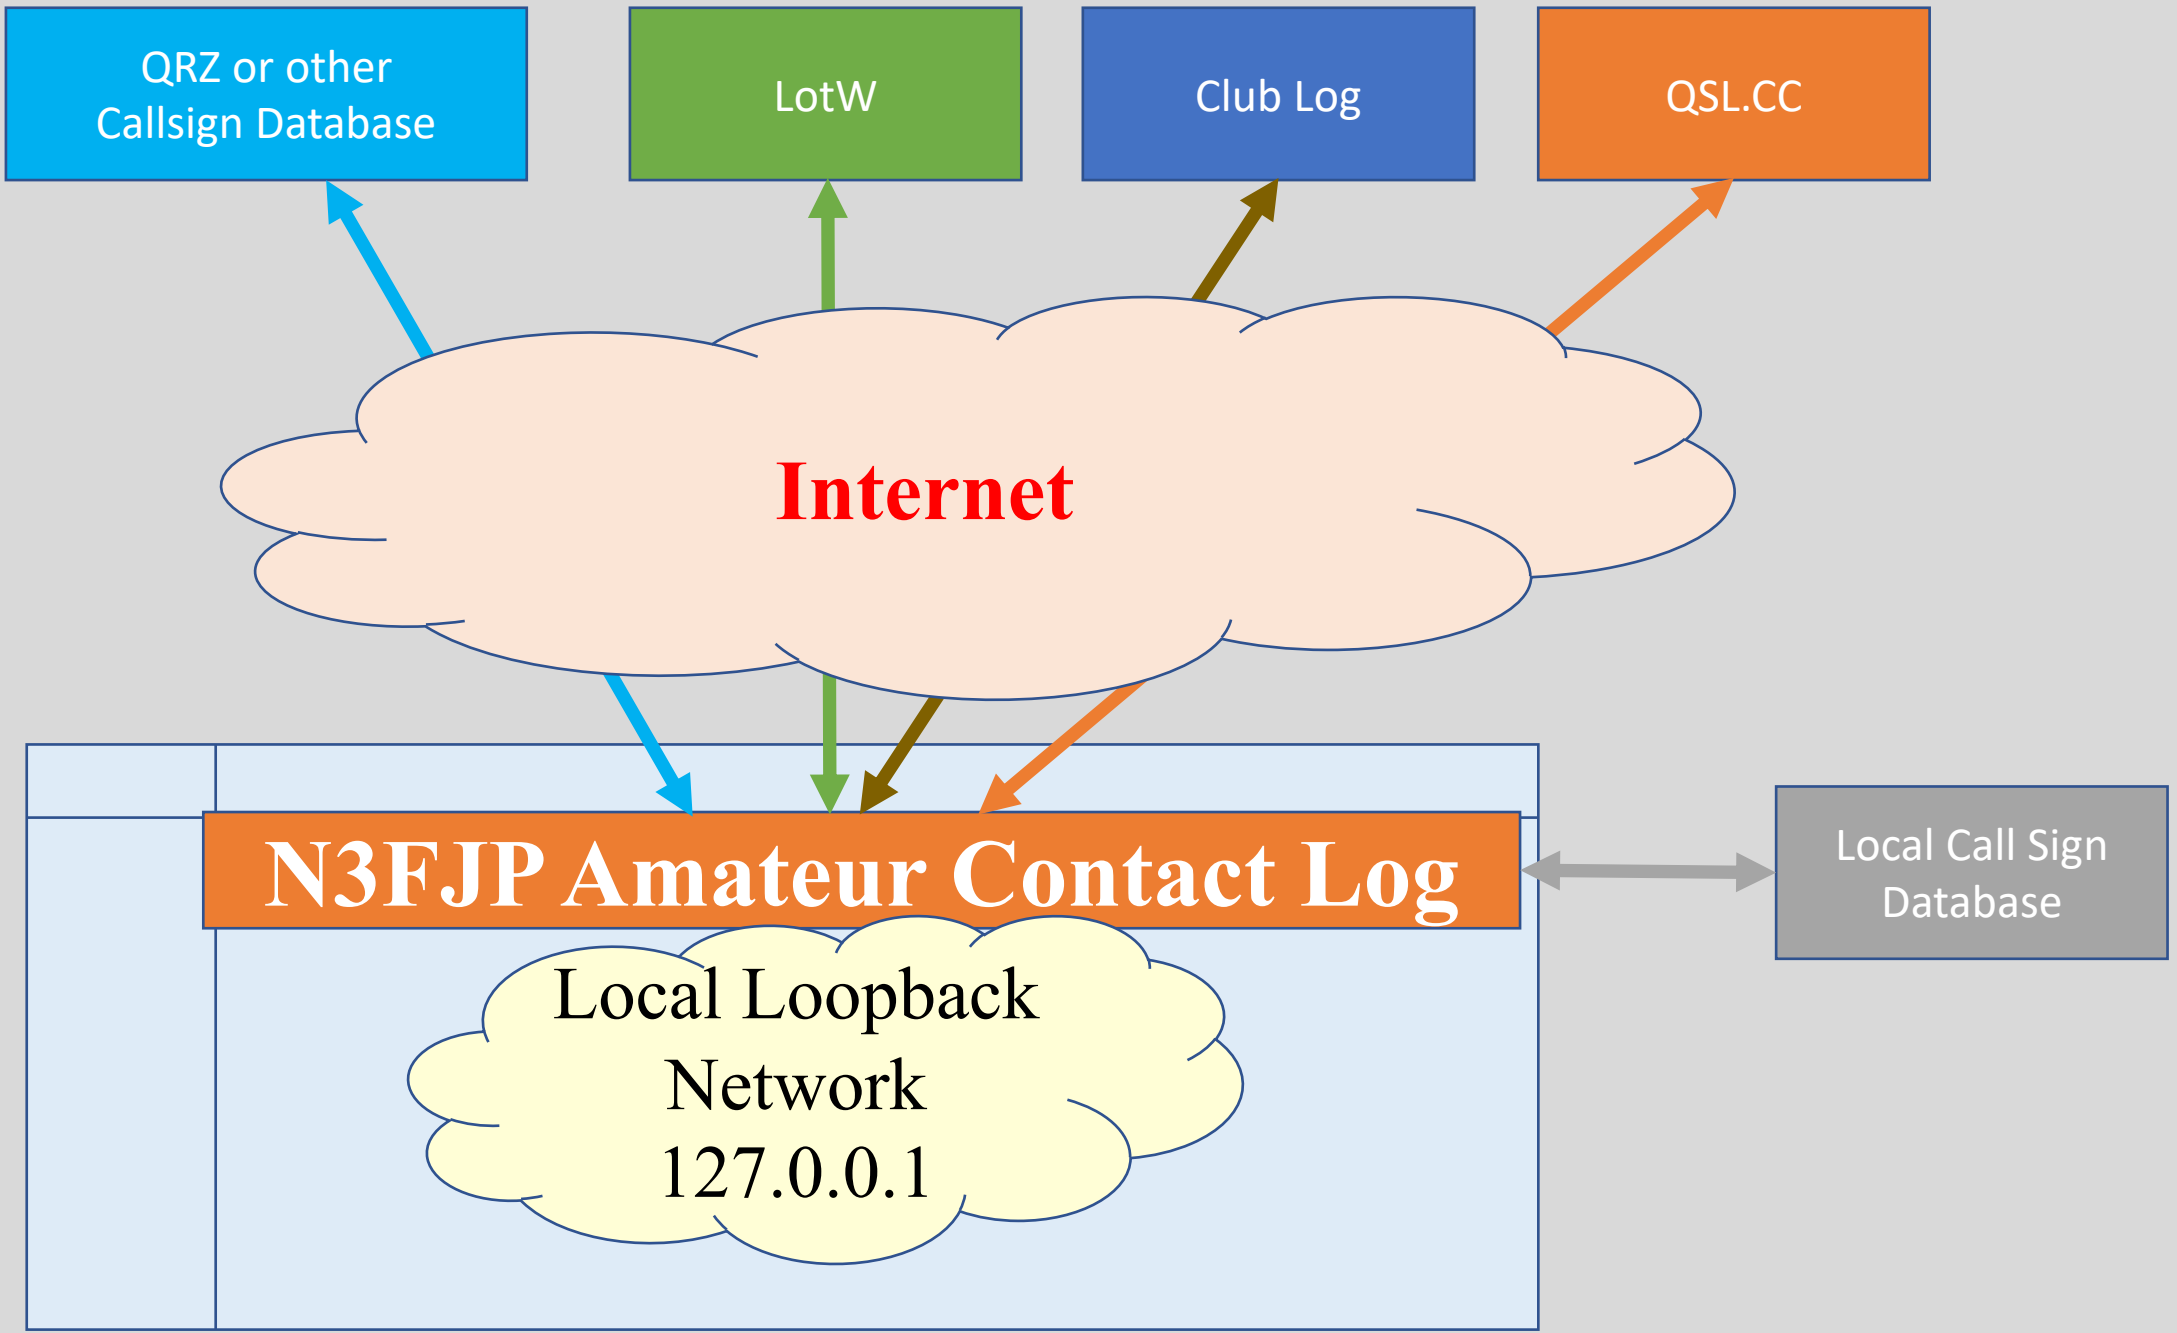 QRZ or other
Callsign Database
LotW
Club Log
QSL.CC
Internet
N3FJP Amateur Contact Log
Local Call Sign
Database
Local Loopback
Network
127.0.0.1